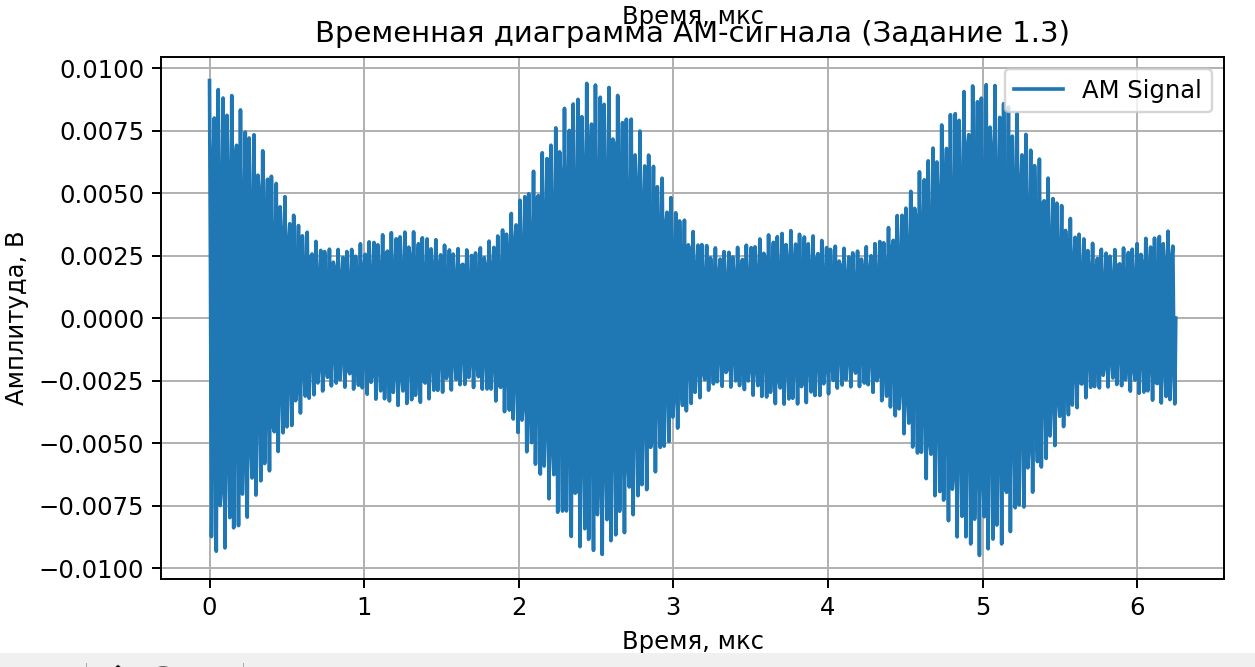 Время, мкс
Временная диаграмма АМ-сигнала (Задание 1.3)
AM Signal
Амплитуда, В
0.0100
0.0075
0.0050
0.0025
0.0000
−0.0025
−0.0050
−0.0075
−0.0100
0 1 2 3 4 5 6
Время, мкс